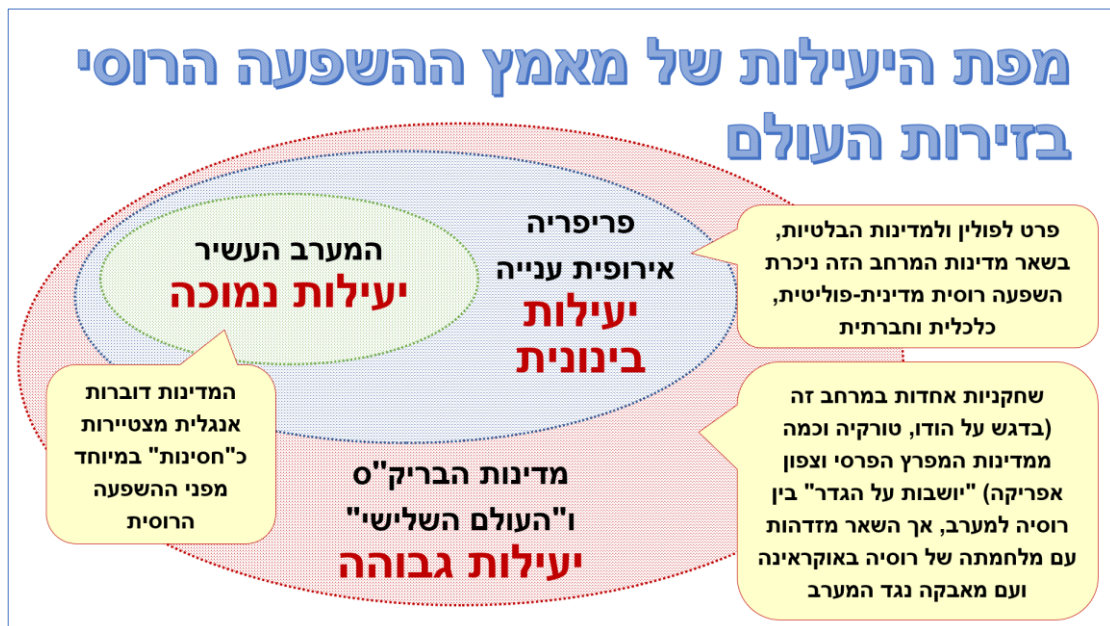 מפת היעילות של מאמץ ההשפעה הרוסי
בזירות העולם
המערב העשיר
יעילות נמוכה
פריפריה
אירופית ענייה
יעילות
בינונית
פרט לפולין ולמדינות הבלטיות,
בשאר מדינות המרחב הזה ניכרת
השפעה רוסית מדינית-פוליטית,
כלכלית וחברתית
המדינות דוברות
אנגלית מצטיירות
כ"חסינות" במיוחד
מפני ההשפעה
הרוסית
מדינות הבריק"ס
ו"העולם השלישי"
יעילות גבוהה
שחקניות אחדות במרחב זה
(בדגש על הודו, טורקיה וכמה
ממדינות המפרץ הפרסי וצפון
אפריקה) "יושבות על הגדר" בין
רוסיה למערב, אך השאר מזדהות
עם מלחמתה של רוסיה באוקראינה
ועם מאבקה נגד המערב